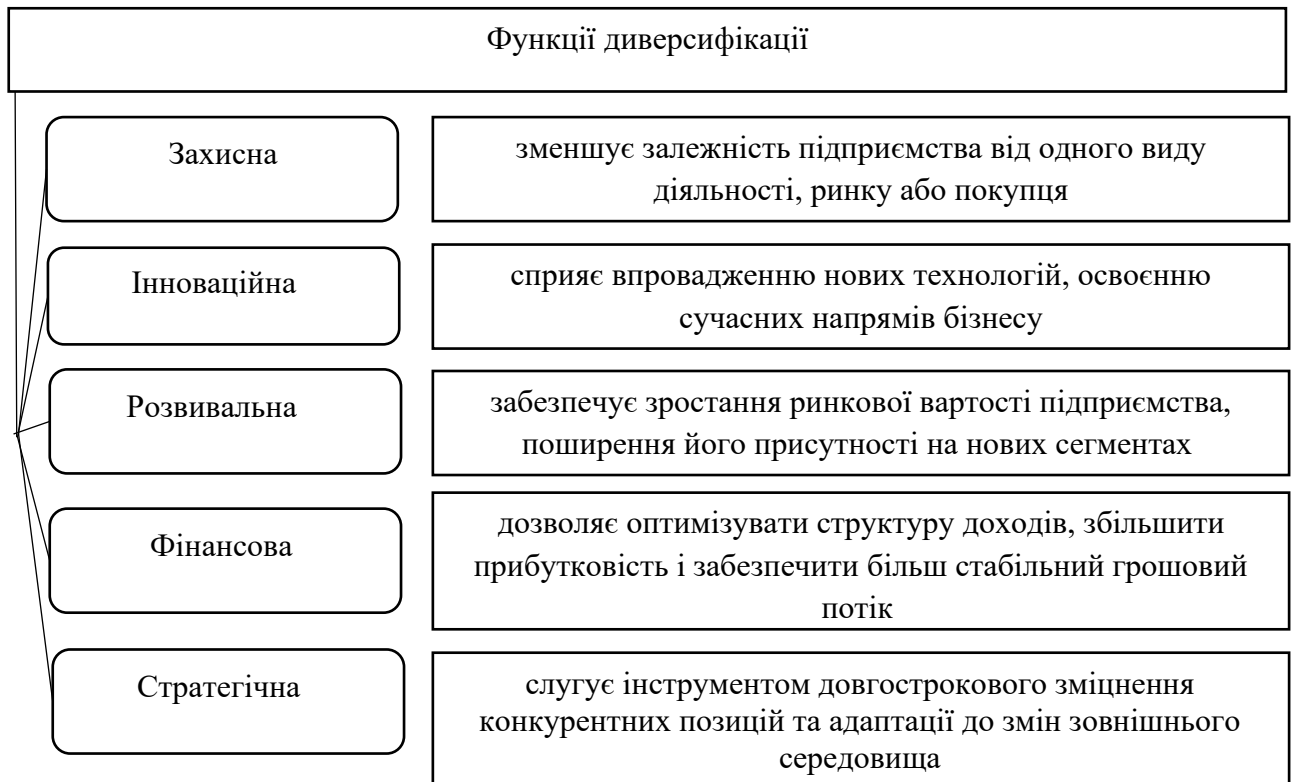 Функції диверсифікації
Захисна
зменшує залежність підприємства від одного виду
діяльності, ринку або покупця
Інноваційна
сприяє впровадженню нових технологій, освоєнню
сучасних напрямів бізнесу
Розвивальна
забезпечує зростання ринкової вартості підприємства,
поширення його присутності на нових сегментах
Фінансова
дозволяє оптимізувати структуру доходів, збільшити
прибутковість і забезпечити більш стабільний грошовий
потік
Стратегічна
слугує інструментом довгострокового зміцнення
конкурентних позицій та адаптації до змін зовнішнього
середовища